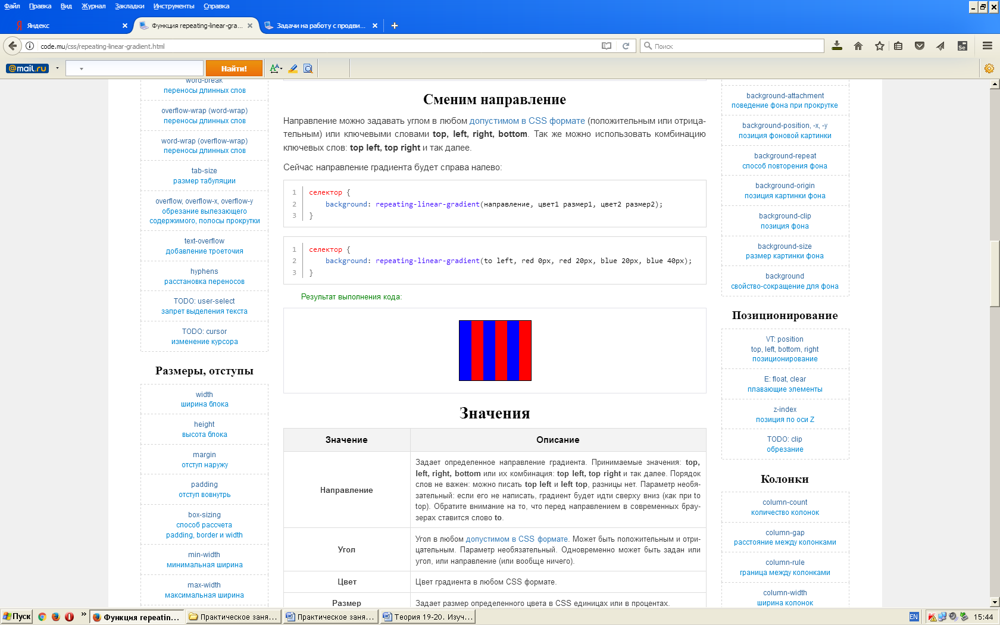 Файл Правка Вид Журнал Закладки Инструменты Справка
Яндекс
Функция repeating-linear-gra...
Задачи на работу с продви...
code.mu/css/repeating-linear-gradient.html
Поиск
@mail.ru
Найти!
word-break
переносы длинных слов
overflow-wrap (word-wrap)
переносы длинных слов
word-wrap (overflow-wrap)
переносы длинных слов
tab-size
размер табуляции
overflow, overflow-x, overflow-y
обрезание вылезающего
содержимого, полосы прокрутки
text-overflow
добавление троеточия
hyphens
расстановка переносов
TODO: user-select
запрет выделения текста
TODO: cursor
изменение курсора
Размеры, отступы
width
ширина блока
height
высота блока
margin
отступ наружу
padding
отступ вовнутрь
box-sizing
способ рассчета
padding, border и width
min-width
минимальная ширина
max-width
максимальная ширина
Сменим направление
Направление можно задавать углом в любом допустимом в CSS формате (положительным или отрица-
тельным) или ключевыми словами top, left, right, bottom. Так же можно использовать комбинацию
ключевых слов: top left, top right и так далее.
Сейчас направление градиента будет справа налево:
1 селектор {
2 background: repeating-linear-gradient(направление, цвет1 размер1, цвет2 размер2);
3 }
1 селектор {
2 background: repeating-linear-gradient(to left, red 0px, red 20px, blue 20px, blue 40px);
3 }
Результат выполнения кода:
Значения
Значение Описание
Направление
Задает определенное направление градиента. Принимаемые значения: top,
left, right, bottom или их комбинация: top left, top right и так далее. Порядок
слов не важен: можно писать top left и left top, разницы нет. Параметр необя-
зательный: если его не написать, градиент будет идти сверху вниз (как при to
top). Обратите внимание на то, что перед направлением в современных брау-
зерах ставится слово to.
Угол
Угол в любом допустимом в CSS формате. Может быть положительным и отри-
цательным. Параметр необязательный. Одновременно может быть задан или
угол, или направление (или вообще ничего).
Цвет Цвет градиента в любом CSS формате.
Размер Задает размер определенного цвета в CSS единицах или в процентах.
background-attachment
поведение фона при прокрутке
background-position, -x, -y
позиция фоновой картинки
background-repeat
способ повторения фона
background-origin
позиция картинки фона
background-clip
позиция фона
background-size
размер картинки фона
background
свойство-сокращение для фона
Позиционирование
VT: position
top, left, bottom, right
позиционирование
E: float, clear
плавающие элементы
z-index
позиция по оси Z
TODO: clip
обрезание
Колонки
column-count
количество колонок
column-gap
расстояние между колонками
column-rule
граница между колонками
column-width
ширина колонок
Пуск
Функция repeatin...
Практическое заня...
Практическое заня...
Теория 19-20. Изуч...
EN
15:44